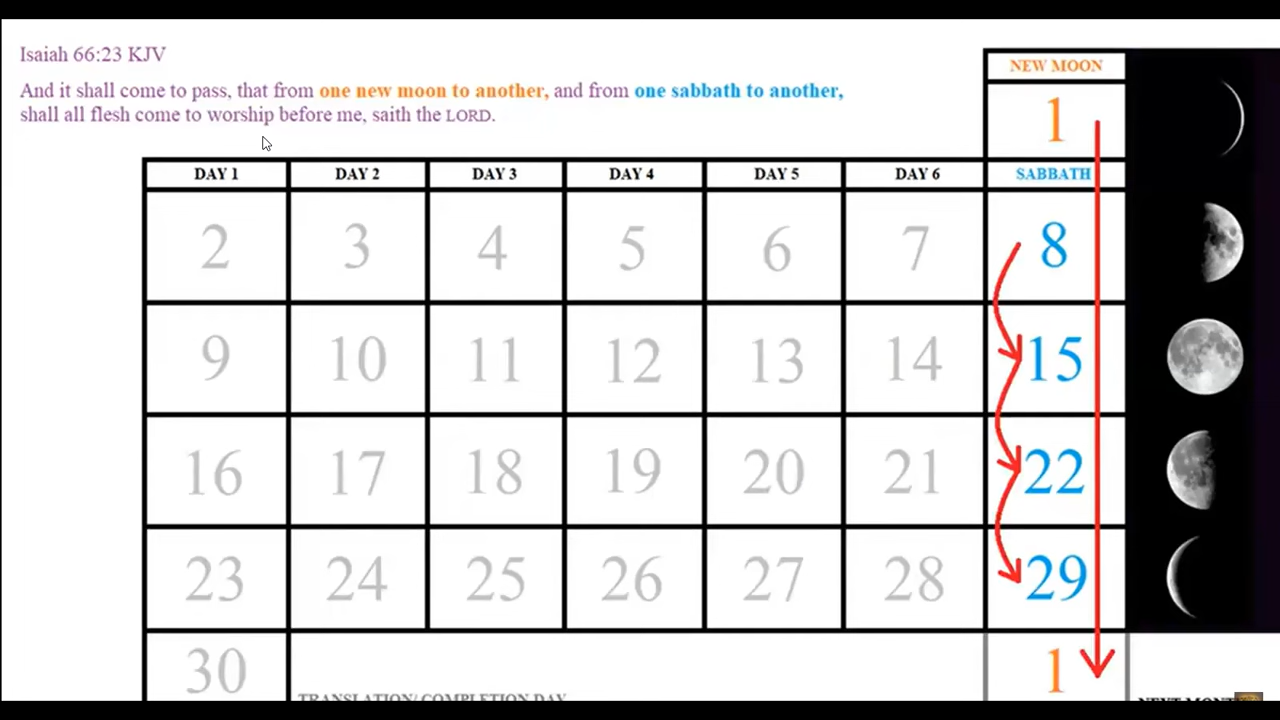 Isaiah 66:23 KJV
And it shall come to pass, that from one new moon to another, and from one sabbath to another,
shall all flesh come to worship before me, saith the LORD.
NEW MOON
1
DAY 1 DAY 2 DAY 3 DAY 4 DAY 5 DAY 6 SABBATH
2 3 4 5 6 7 8
9 10 11 12 13 14 15
16 17 18 19 20 21 22
23 24 25 26 27 28 29
30 1
TRANSLATION/ COMPLETION DAY